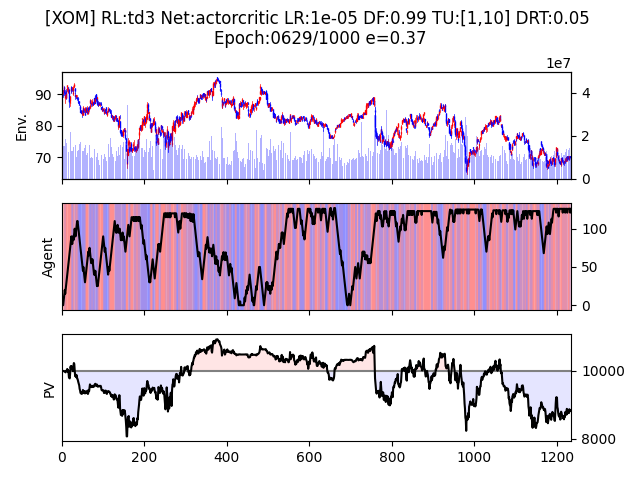 [XOM] RL:td3 Net:actorcritic LR:1e-05 DF:0.99 TU:[1,10] DRT:0.05
Epoch:0629/1000 e=0.37
1e7
Env.
90
80
70
4
2
0
Agent
100
50
0
PV
10000
8000
0 200 400 600 800 1000 1200